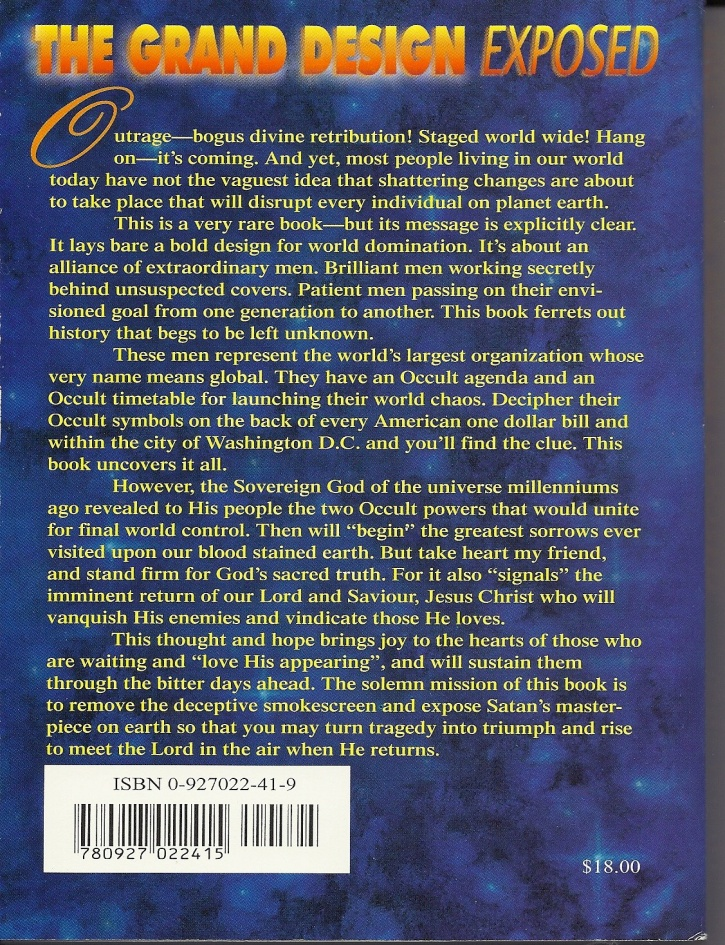 THE GRAND DESIGN EXPOSED
Outrage—bogus divine retribution! Staged world wide! Hang
on—it's coming. And yet, most people living in our world
today have not the vaguest idea that shattering changes are about
to take place that will disrupt every individual on planet earth.
This is a very rare book—but its message is explicitly clear.
It lays bare a bold design for world domination. It's about an
alliance of extraordinary men. Brilliant men working secretly
behind unsuspected covers. Patient men passing on their envi-
sioned goal from one generation to another. This book ferrets out
history that begs to be left unknown.
These men represent the world's largest organization whose
very name means global. They have an Occult agenda and an
Occult timetable for launching their world chaos. Decipher their
Occult symbols on the back of every American one dollar bill and
within the city of Washington D.C. and you'll find the clue. This
book uncovers it all.
However, the Sovereign God of the universe millenniums
ago revealed to His people the two Occult powers that would unite
for final world control. Then will "begin" the greatest sorrows ever
visited upon our blood stained earth. But take heart my friend,
and stand firm for God's sacred truth. For it also "signals" the
imminent return of our Lord and Saviour, Jesus Christ who will
vanquish His enemies and vindicate those He loves.
This thought and hope brings joy to the hearts of those who
are waiting and "love His appearing", and will sustain them
through the bitter days ahead. The solemn mission of this book is
to remove the deceptive smokescreen and expose Satan's master-
piece on earth so that you may turn tragedy into triumph and rise
to meet the Lord in the air when He returns.
ISBN 0-927022-41-9
780927 022415
$18.00